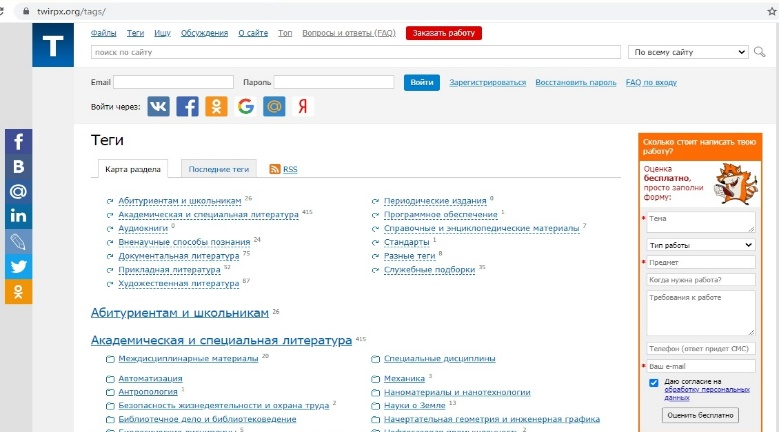 twirpx.org/tags/
T
Файлы Теги Ищу Обсуждения О сайте Топ Вопросы и ответы (FAQ) Заказать работу
поиск по сайту По всему сайту
Email Пароль Войти Зарегистрироваться Восстановить пароль FAQ по входу
Войти через:
Теги
Карта раздела Последние теги RSS
Абитуриентам и школьникам 26
Академическая и специальная литература 415
Аудиокниги 0
Вненаучные способы познания 24
Документальная литература 75
Прикладная литература 52
Художественная литература 87
Периодические издания 0
Программное обеспечение 1
Справочные и энциклопедические материалы 7
Стандарты 1
Разные теги 8
Служебные подборки 35
Абитуриентам и школьникам 26
Академическая и специальная литература 415
Междисциплинарные материалы 20
Специальные дисциплины
Автоматизация
Антропология 1
Безопасность жизнедеятельности и охрана труда 2
Библиотечное дело и библиотековедение
Биологические дисциплины 5
Механика 3
Наноматериалы и нанотехнологии
Науки о Земле 13
Начертательная геометрия и инженерная графика
Нефтегазовая промышленность 2
Сколько стоит написать твою
работу?
Оценка
бесплатно,
просто заполни
форму:
* Тема
Тип работы
* Предмет
Когда нужна работа?
Требования к работе
Телефон (ответ придет СМС)
* Ваш e-mail
Даю согласие на
обработку персональных
данных
Оценить бесплатно